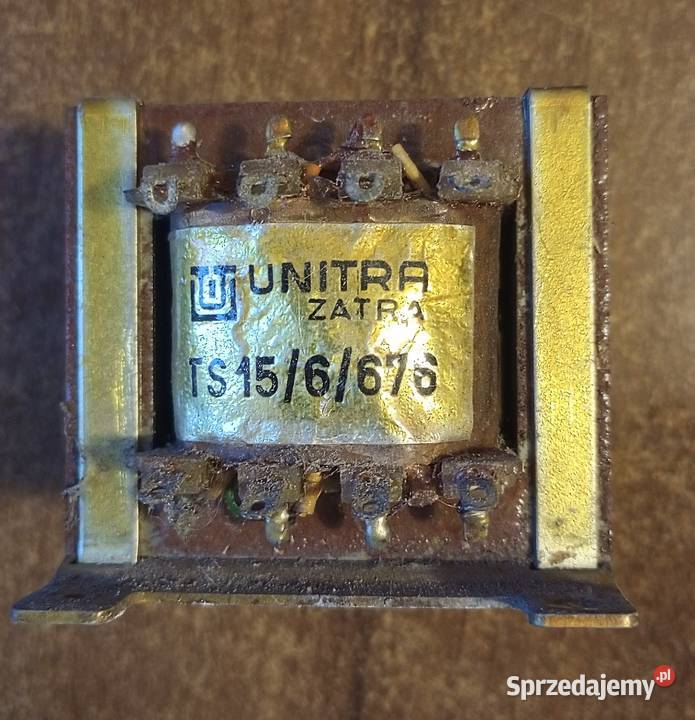 UNITRA
ZATRA
TS15/6/676
Sprzedajemy.pl